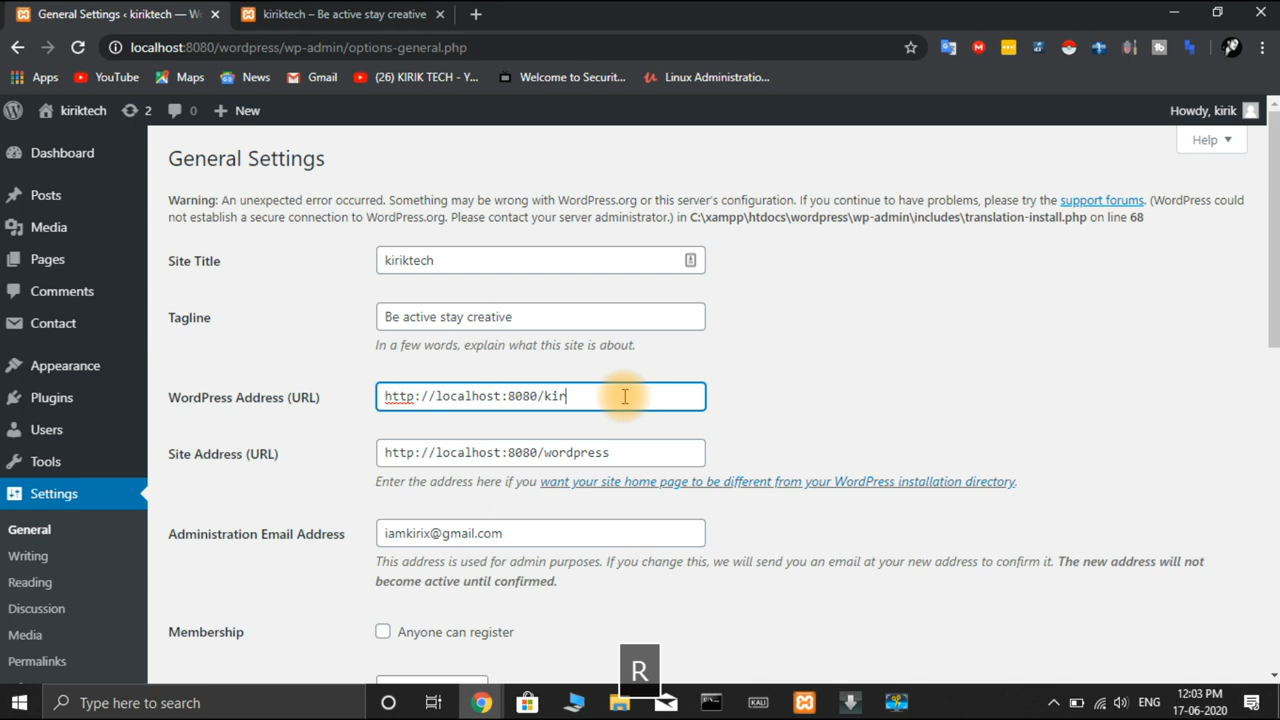 General Settings ‹ kiriktech — W
kiriktech – Be active stay creative
localhost:8080/wordpress/wp-admin/options-general.php
Apps
YouTube
Maps
News
Gmail
(26) KIRIK TECH - Y...
Welcome to Securit...
Linux Administratio...
kiriktech
2
0
New
Howdy, kirik
Help
Dashboard
Posts
Media
Pages
Comments
Contact
Appearance
Plugins
Users
Tools
Settings
General
Writing
Reading
Discussion
Media
Permalinks
General Settings
Warning: An unexpected error occurred. Something may be wrong with WordPress.org or this server's configuration. If you continue to have problems, please try the support forums. (WordPress could
not establish a secure connection to WordPress.org. Please contact your server administrator.) in C:\xampp\htdocs\wordpress\wp-admin\includes\translation-install.php on line 68
Site Title
kiriktech
Tagline
Be active stay creative
In a few words, explain what this site is about.
WordPress Address (URL)
http://localhost:8080/kir
Site Address (URL)
http://localhost:8080/wordpress
Enter the address here if you want your site home page to be different from your WordPress installation directory.
Administration Email Address
iamkirix@gmail.com
This address is used for admin purposes. If you change this, we will send you an email at your new address to confirm it. The new address will not
become active until confirmed.
Membership
Anyone can register
R
Type here to search
KALI
ENG
12:03 PM
17-06-2020